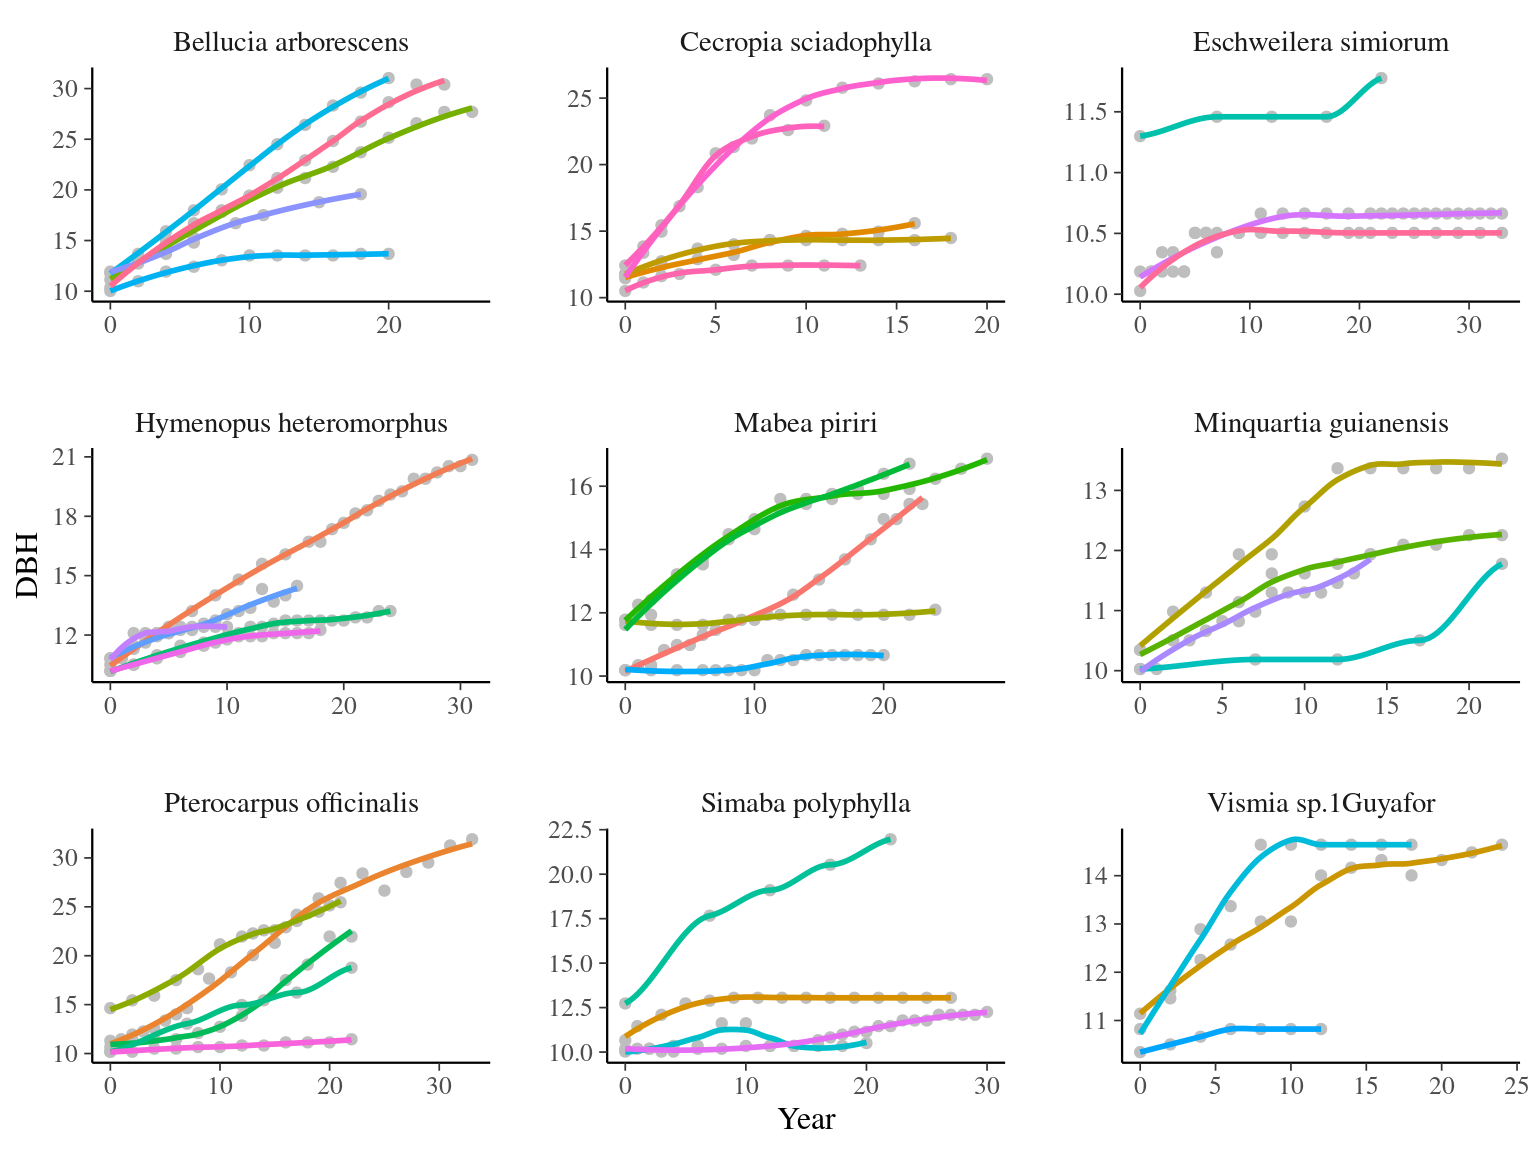 Bellucia arborescens
30
25
20
15
10
0 10 20
Cecropia sciadophylla
25
20
15
10
0 5 10 15 20
Eschweilera simiorum
11.5
11.0
10.5
10.0
0 10 20 30
DBH
Hymenopus heteromorphus
21
18
15
12
0 10 20 30
Mabea piriri
16
14
12
10
0 10 20
Minquartia guianensis
13
12
11
10
0 5 10 15 20
Pterocarpus officinalis
30
25
20
15
10
0 10 20 30
Simaba polyphylla
22.5
20.0
17.5
15.0
12.5
10.0
0 10 20 30
Vismia sp.1Guyafor
14
13
12
11
0 5 10 15 20 25
Year